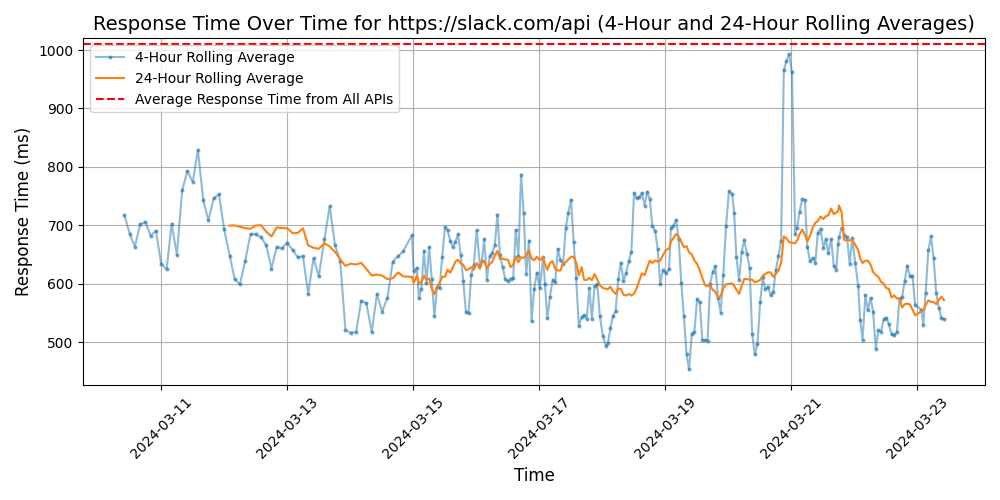 Response Time Over Time for https://slack.com/api (4-Hour and 24-Hour Rolling Averages)
4-Hour Rolling Average
24-Hour Rolling Average
Average Response Time from All APIs
Response Time (ms)
1000
900
800
700
600
500
2024-03-11
2024-03-13
2024-03-15
2024-03-17
2024-03-19
2024-03-21
2024-03-23
Time